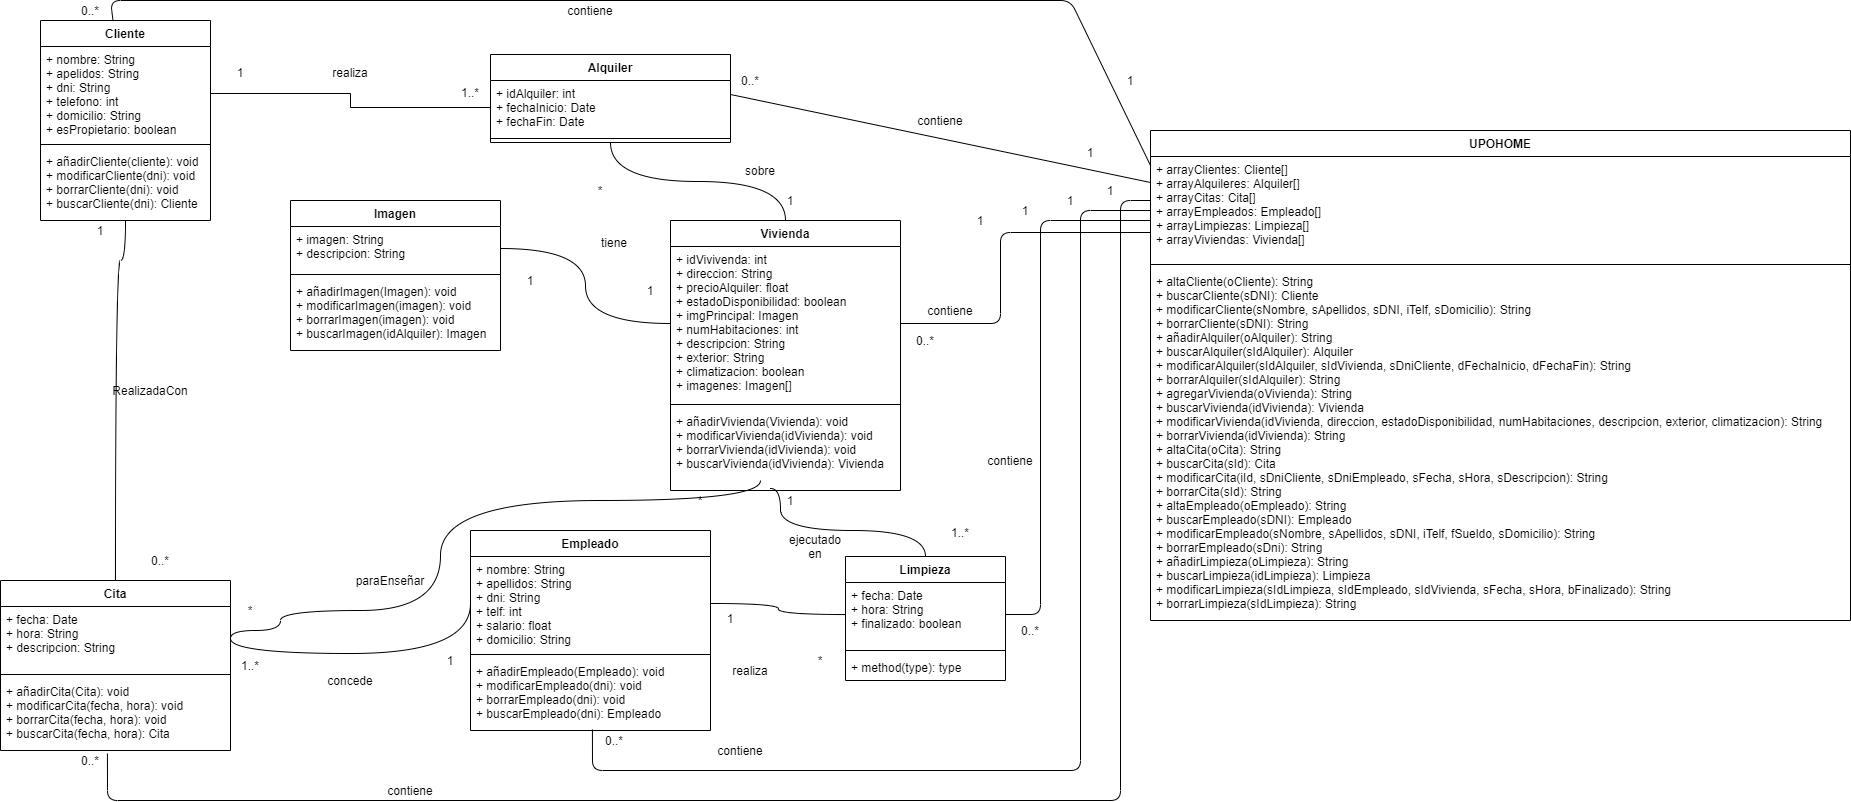 0..*
contiene
Cliente
+ nombre: String
+ apelidos: String
+ dni: String
+ telefono: int
+ domicilio: String
+ esPropietario: boolean
+ añadirCliente(cliente): void
+ modificarCliente(dni): void
+ borrarCliente(dni): void
+ buscarCliente(dni): Cliente
1
realiza
1..*
Alquiler
+ idAlquiler: int
+ fechaInicio: Date
+ fechaFin: Date
0..*
contiene
1
1
UPOHOME
+ arrayClientes: Cliente[]
+ arrayAlquileres: Alquiler[]
+ arrayCitas: Cita[]
+ arrayEmpleados: Empleado[]
+ arrayLimpiezas: Limpieza[]
+ arrayViviendas: Vivienda[]
+ altaCliente(oCliente): String
+ buscarCliente(sDNI): Cliente
+ modificarCliente(sNombre, sApellidos, sDNI, iTelf, sDomicilio): String
+ borrarCliente(sDNI): String
+ añadirAlquiler(oAlquiler): String
+ buscarAlquiler(sIdAlquiler): Alquiler
+ modificarAlquiler(sIdAlquiler, sIdVivienda, sDniCliente, dFechaInicio, dFechaFin): String
+ borrarAlquiler(sIdAlquiler): String
+ agregarVivienda(oVivienda): String
+ buscarVivienda(idVivienda): Vivienda
+ modificarVivienda(idVivienda, direccion, estadoDisponibilidad, numHabitaciones, descripcion, exterior, climatizacion): String
+ borrarVivienda(idVivienda): String
+ altaCita(oCita): String
+ buscarCita(sId): Cita
+ modificarCita(iId, sDniCliente, sDniEmpleado, sFecha, sHora, sDescripcion): String
+ borrarCita(sId): String
+ altaEmpleado(oEmpleado): String
+ buscarEmpleado(sDNI): Empleado
+ modificarEmpleado(sNombre, sApellidos, sDNI, iTelf, fSueldo, sDomicilio): String
+ borrarEmpleado(sDni): String
+ añadirLimpieza(oLimpieza): String
+ buscarLimpieza(idLimpieza): Limpieza
+ modificarLimpieza(sIdLimpieza, sIdEmpleado, sIdVivienda, sFecha, sHora, bFinalizado): String
+ borrarLimpieza(sIdLimpieza): String
*
sobre
1
1
1
1
1
Imagen
+ imagen: String
+ descripcion: String
+ añadirImagen(Imagen): void
+ modificarImagen(imagen): void
+ borrarImagen(imagen): void
+ buscarImagen(idAlquiler): Imagen
tiene
1
1
Vivienda
+ idVivivenda: int
+ direccion: String
+ precioAlquiler: float
+ estadoDisponibilidad: boolean
+ imgPrincipal: Imagen
+ numHabitaciones: int
+ descripcion: String
+ exterior: String
+ climatizacion: boolean
+ imagenes: Imagen[]
+ añadirVivienda(Vivienda): void
+ modificarVivienda(idVivienda): void
+ borrarVivienda(idVivienda): void
+ buscarVivienda(idVivienda): Vivienda
contiene
0..*
1
RealizadaCon
0..*
contiene
*
1
ejecutado
en
1..*
paraEnseñar
*
Cita
+ fecha: Date
+ hora: String
+ descripcion: String
+ añadirCita(Cita): void
+ modificarCita(fecha, hora): void
+ borrarCita(fecha, hora): void
+ buscarCita(fecha, hora): Cita
1..*
concede
1
Empleado
+ nombre: String
+ apellidos: String
+ dni: String
+ telf: int
+ salario: float
+ domicilio: String
+ añadirEmpleado(Empleado): void
+ modificarEmpleado(dni): void
+ borrarEmpleado(dni): void
+ buscarEmpleado(dni): Empleado
1
realiza
*
Limpieza
+ fecha: Date
+ hora: String
+ finalizado: boolean
+ method(type): type
0..*
0..*
contiene
0..*
contiene